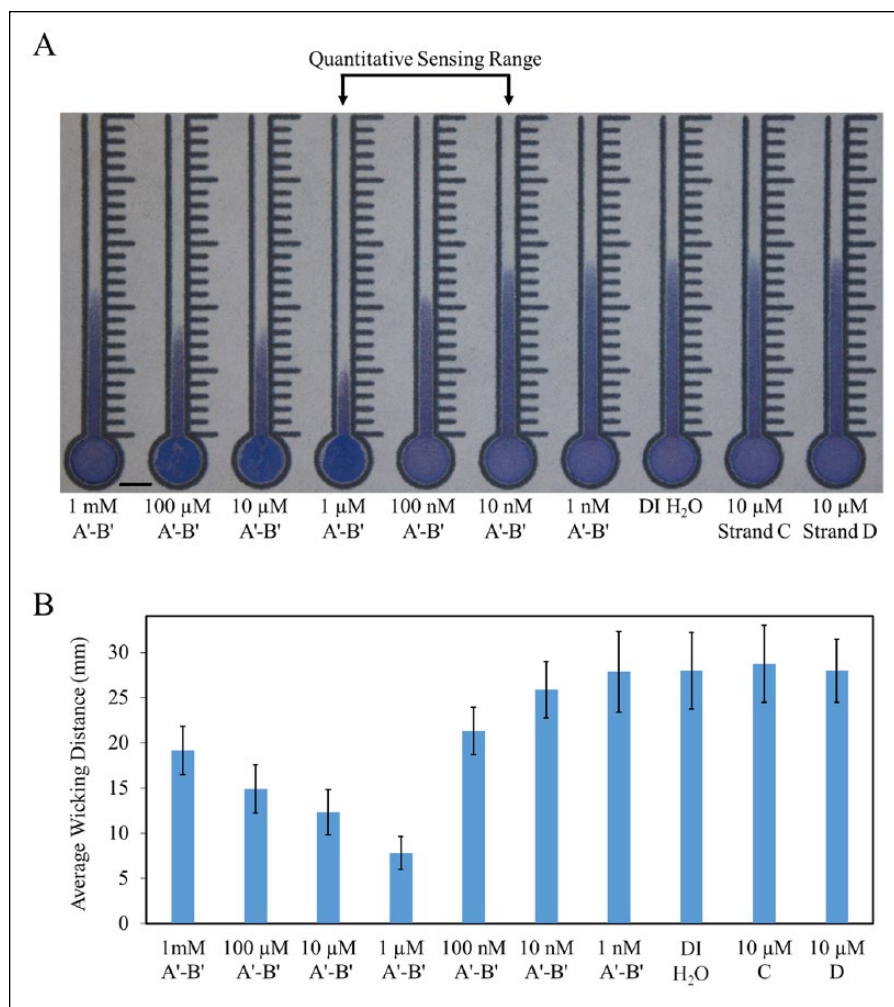 A
Quantitative Sensing Range
1 mM 100 µM 10 µM 1 µM 100 nM 10 nM 1 nM DI H₂O 10 µM 10 µM
A'-B' A'-B' A'-B' A'-B' A'-B' A'-B' A'-B' Strand C Strand D
B
Average Wicking Distance (mm)
30
25
20
15
10
5
0
1mM 100 µM 10 µM 1 µM 100 nM 10 nM 1 nM DI 10 µM 10 µM
A'-B' A'-B' A'-B' A'-B' A'-B' A'-B' A'-B' H₂O C D